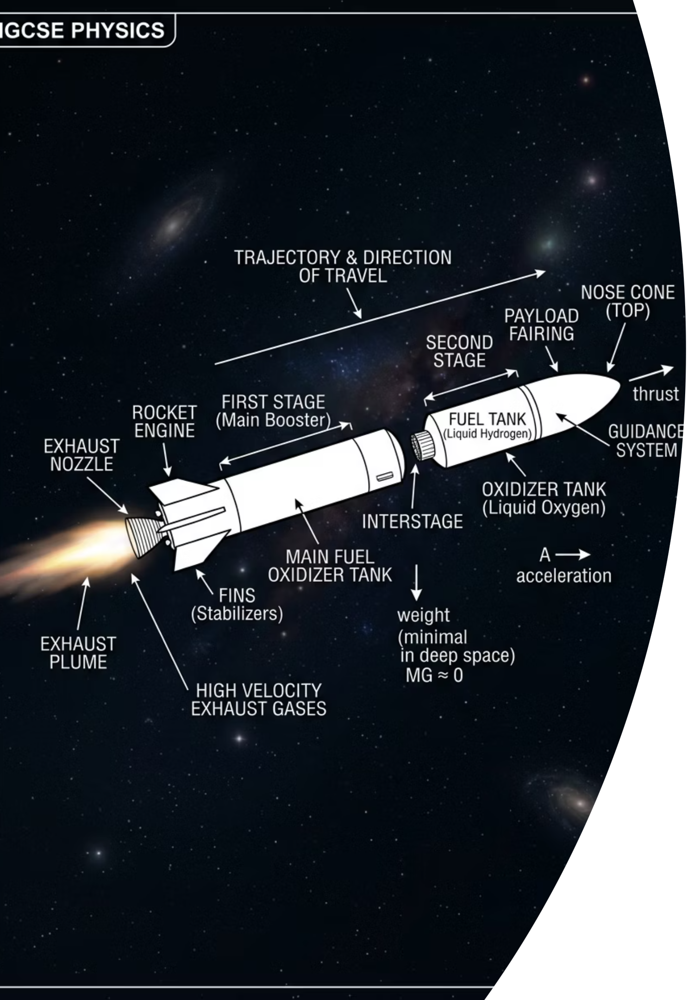 IGCSE PHYSICS
TRAJECTORY & DIRECTION
OF TRAVEL
NOSE CONE
(TOP)
PAYLOAD
FAIRING
SECOND
STAGE
thrust
FIRST STAGE
(Main Booster)
ROCKET
ENGINE
FUEL TANK
(Liquid Hydrogen)
GUIDANCE
SYSTEM
EXHAUST
NOZZLE
OXIDIZER TANK
(Liquid Oxygen)
INTERSTAGE
MAIN FUEL
OXIDIZER TANK
A
acceleration
FINS
(Stabilizers)
weight
(minimal
in deep space)
MG ≈ 0
EXHAUST
PLUME
HIGH VELOCITY
EXHAUST GASES